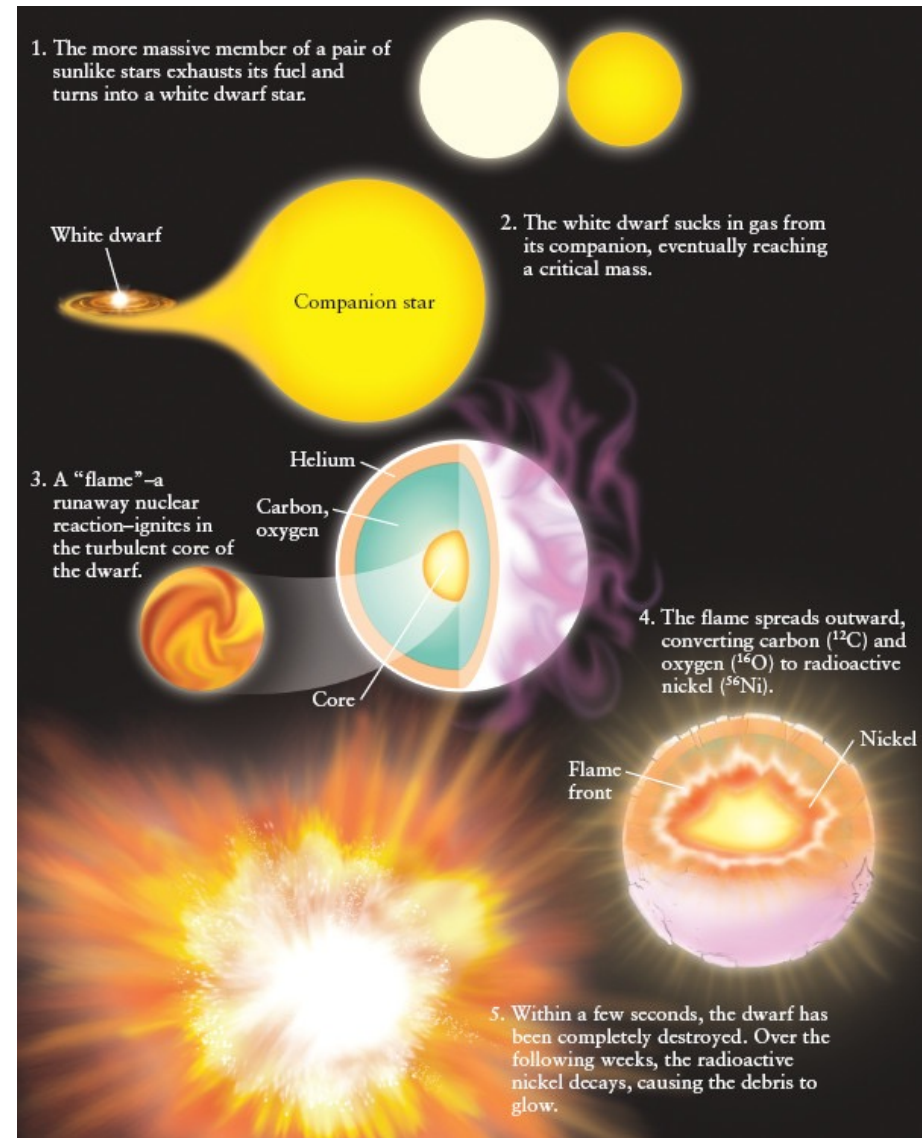 1. The more massive member of a pair of
sunlike stars exhausts its fuel and
turns into a white dwarf star.
White dwarf
Companion star
2. The white dwarf sucks in gas from
its companion, eventually reaching
a critical mass.
3. A “flame”–a
runaway nuclear
reaction–ignites in
the turbulent core of
the dwarf.
Helium
Carbon,
oxygen
Core
4. The flame spreads outward,
converting carbon (¹²C) and
oxygen (¹⁶O) to radioactive
nickel (⁵⁶Ni).
Flame
front
Nickel
5. Within a few seconds, the dwarf has
been completely destroyed. Over the
following weeks, the radioactive
nickel decays, causing the debris to
glow.